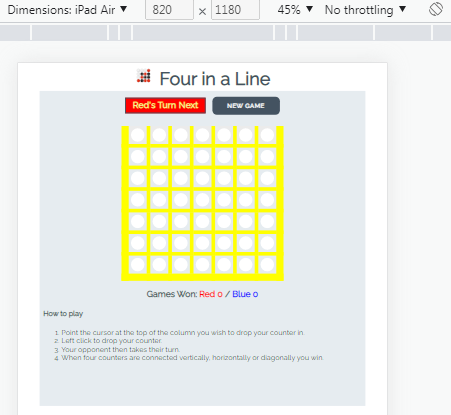 Dimensions: iPad Air ▼ 820 × 1180 45% ▼ No throttling ▼
Four in a Line
Red's Turn Next NEW GAME
Games Won: Red 0 / Blue 0
How to play
1. Point the cursor at the top of the column you wish to drop your counter in.
2. Left click to drop your counter.
3. Your opponent then takes their turn.
4. When four counters are connected vertically, horizontally or diagonally you win.